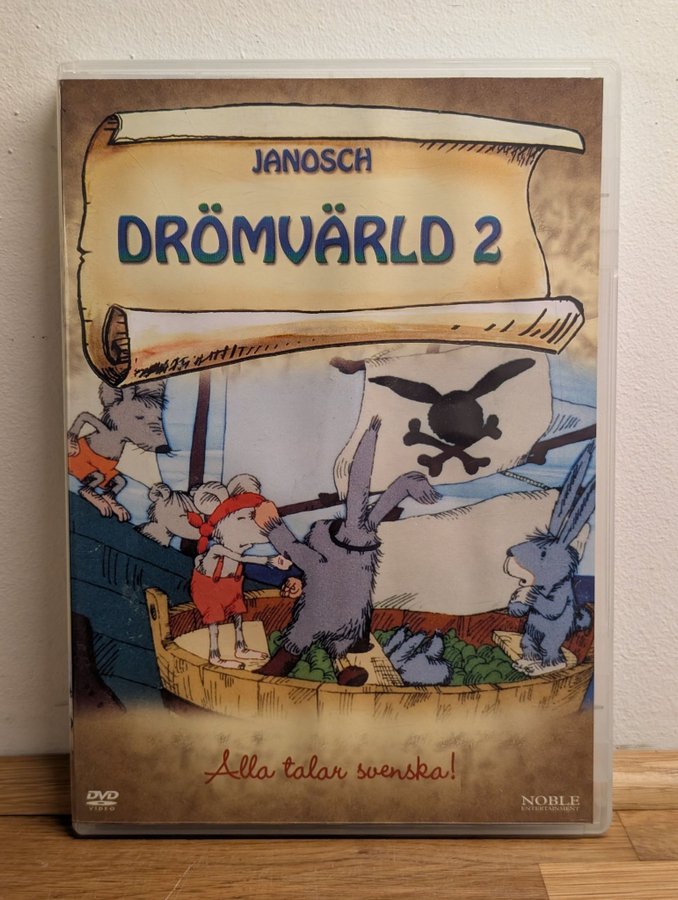 JANOSCH
DRÖMVÄRLD 2
Alla talar svenska!
DVD
VIDEO
NOBLE
ENTERTAINMENT